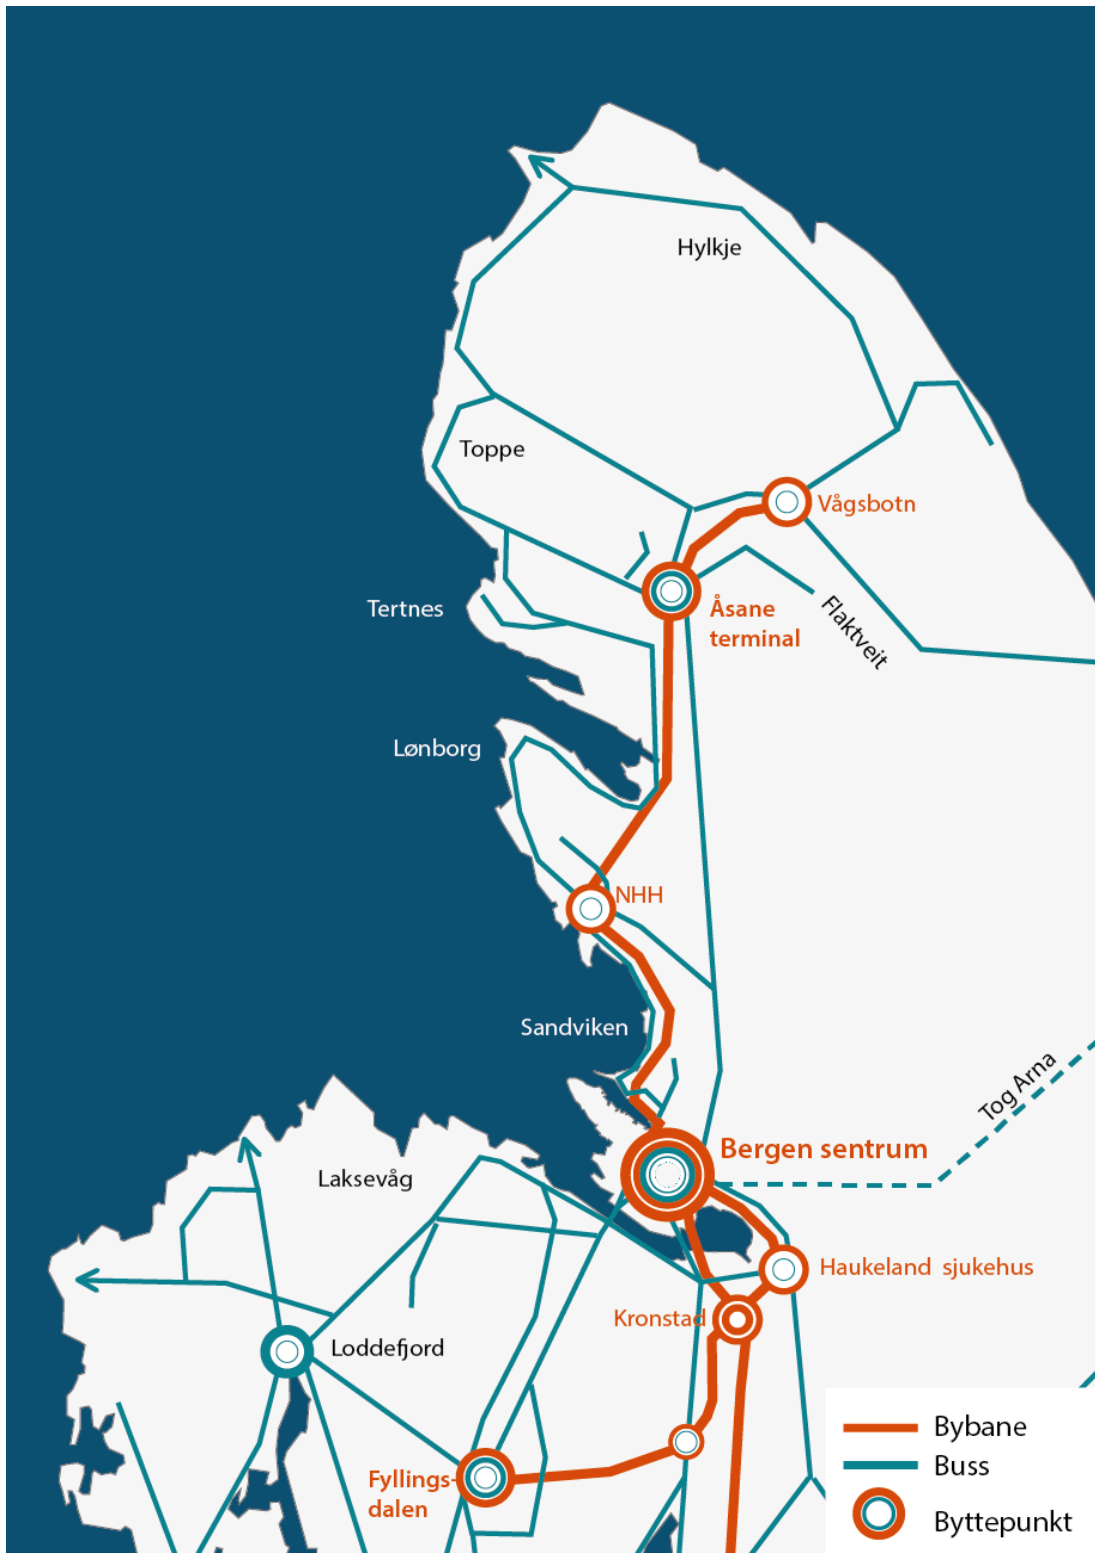 Hylkje
Toppe
Vågsbotn
Tertnes
Åsane
terminal
Flaktveit
Lønborg
NHH
Sandviken
Tog Arna
Bergen sentrum
Laksevåg
Haukeland sjukehus
Kronstad
Loddefjord
Fyllings-
dalen
Bybane
Buss
Byttepunkt